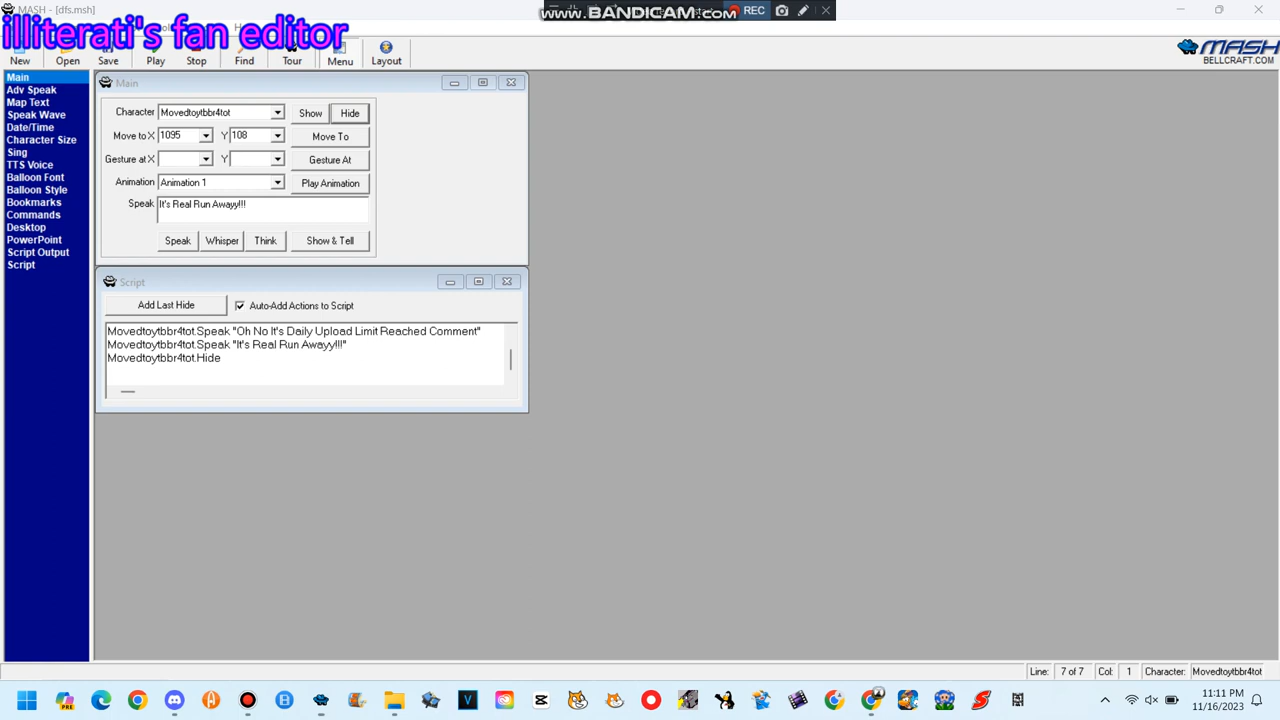 MASH - [dfs.msh]
www.BANDICAM.com
REC
illiterati's fan editor
New
Open
Save
Play
Stop
Find
Tour
Menu
Layout
MASH
BELLCRAFT.COM
Main
Adv Speak
Map Text
Speak Wave
Date/Time
Character Size
Sing
TTS Voice
Balloon Font
Balloon Style
Bookmarks
Commands
Desktop
PowerPoint
Script Output
Script
Main
Character Movedtoytbbr4tot Show Hide
Move to X 1095 Y 108 Move To
Gesture at X Y Gesture At
Animation Animation 1 Play Animation
Speak It's Real Run Awayy!!!
Speak Whisper Think Show & Tell
Script
Add Last Hide Auto-Add Actions to Script
Movedtoytbbr4tot.Speak "Oh No It's Daily Upload Limit Reached Comment"
Movedtoytbbr4tot.Speak "It's Real Run Awayy!!!"
Movedtoytbbr4tot.Hide
Line: 7 of 7 Col: 1 Character: Movedtoytbbr4tot
11:11 PM
11/16/2023